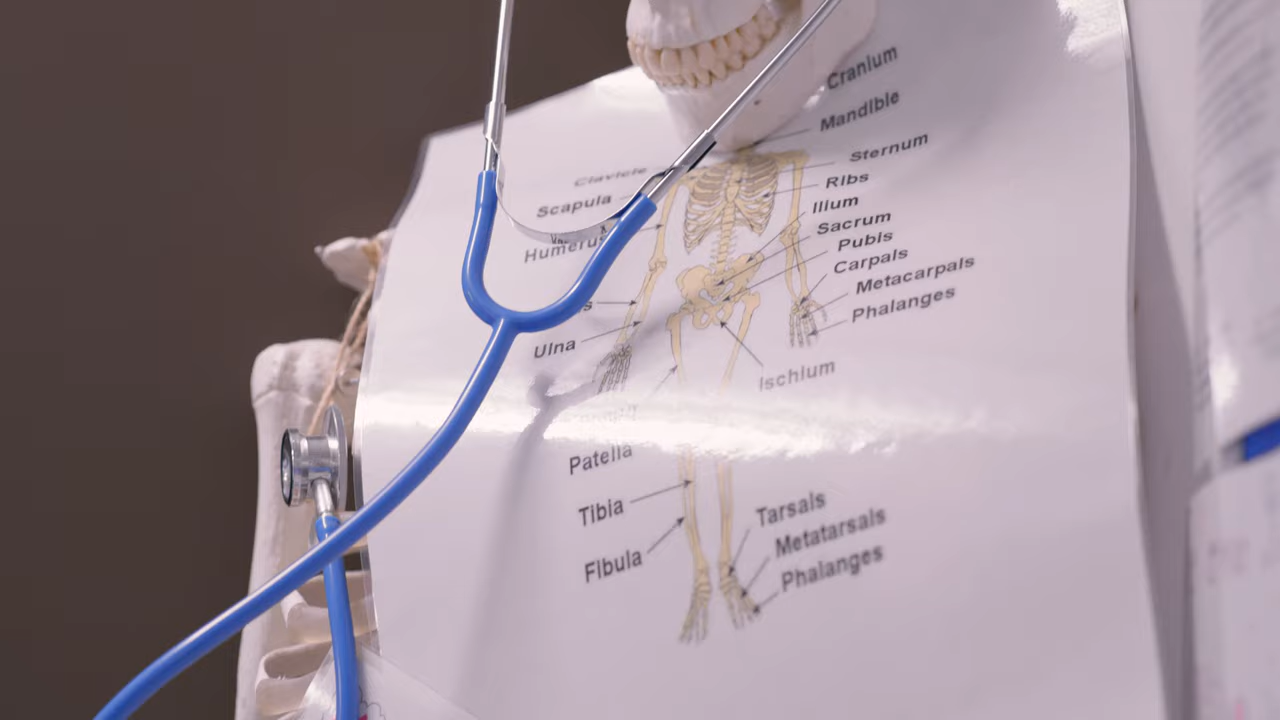 Cranium
Mandible
Sternum
Clavicle
Ribs
Scapula
Ilium
Sacrum
Humerus
Pubis
Carpals
Metacarpals
s
Phalanges
Ulna
Ischium
Patella
Tibia
Tarsals
Metatarsals
Fibula
Phalanges